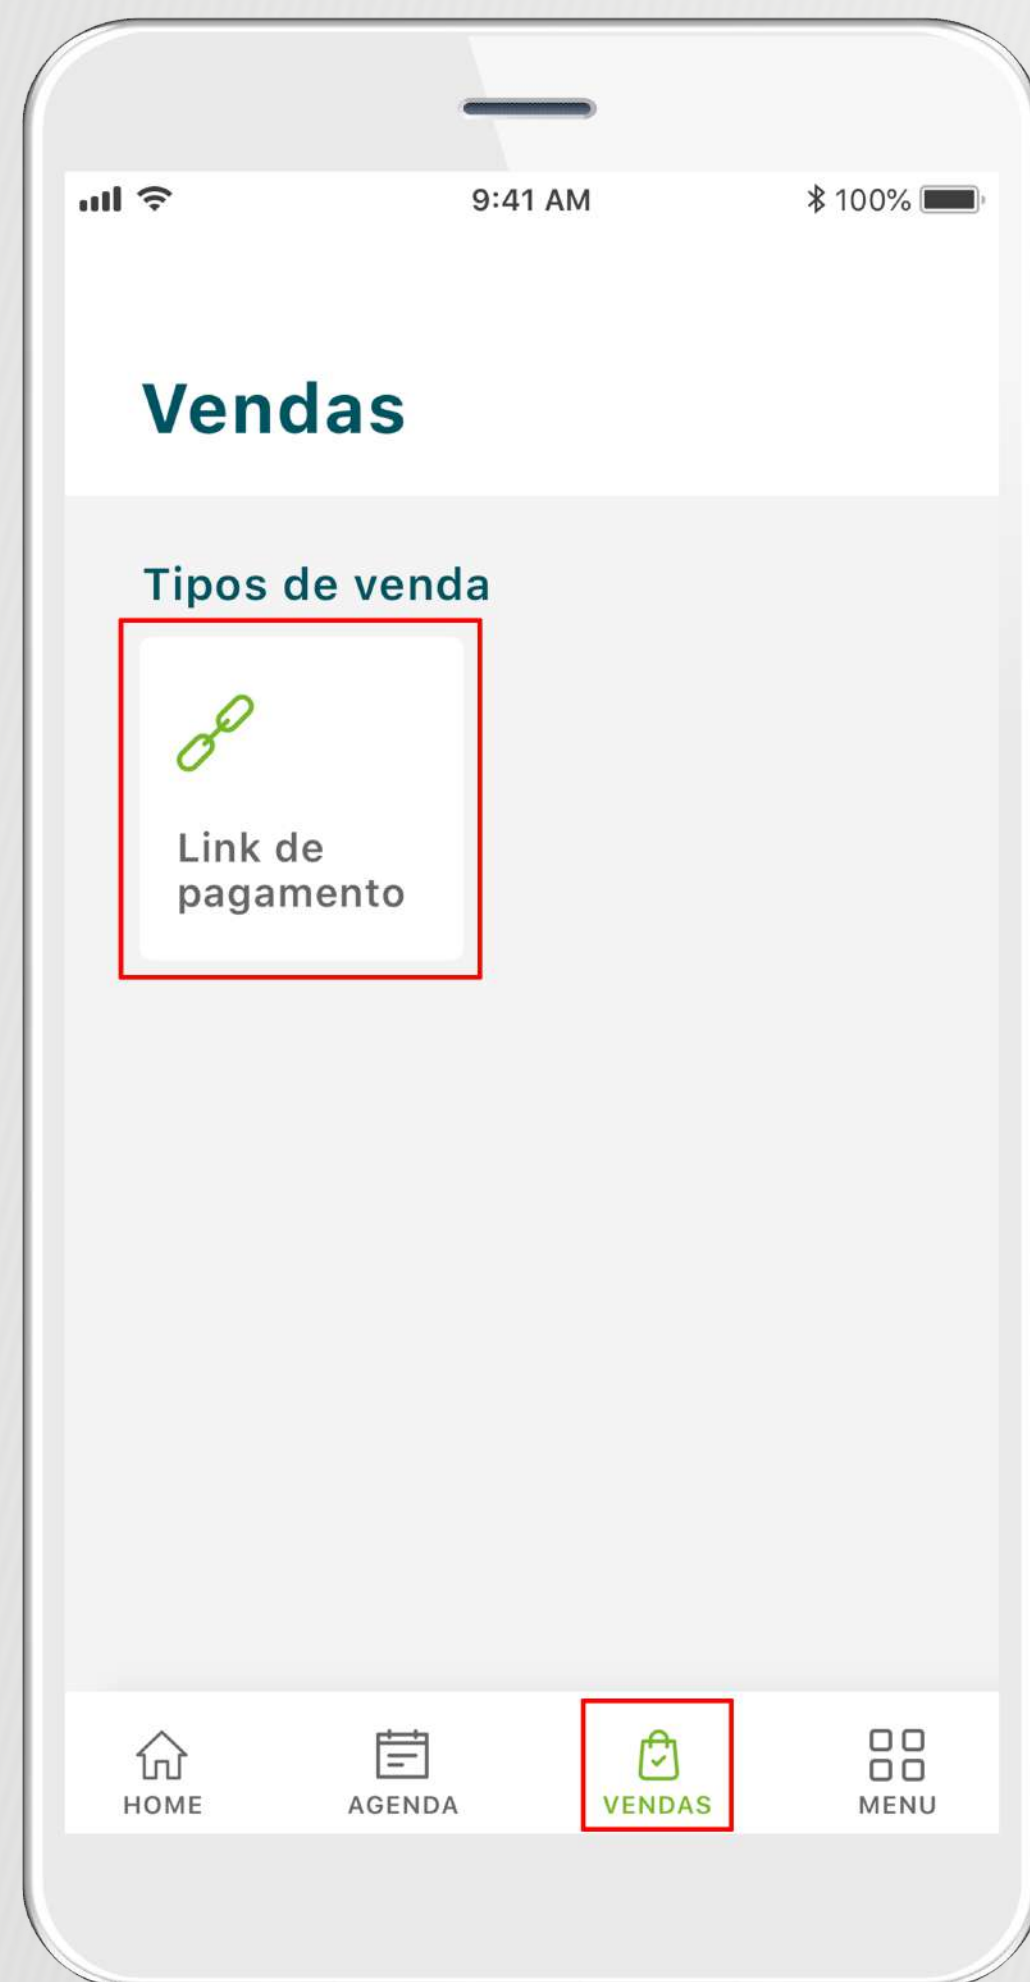 9:41 AM
100%
Vendas
Tipos de venda
Link de
pagamento
HOME
AGENDA
VENDAS
MENU